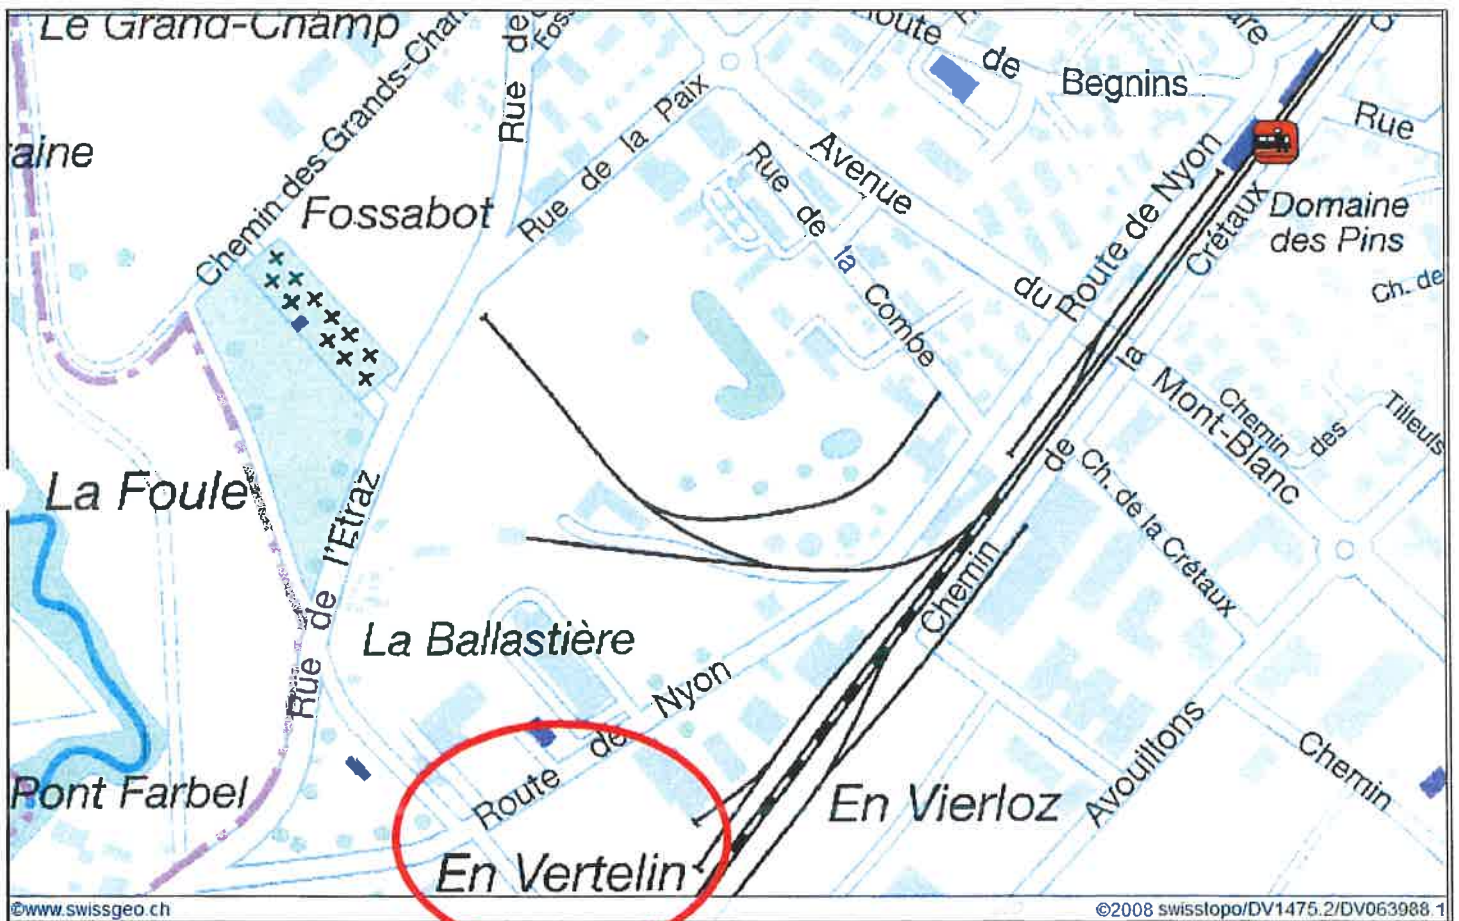 Le Grand-Champ
Rue de
Foss
Route de
Begnins
Rue
raine
Chemin des Grands-Cham
Rue de la Paix
Avenue du Mont-Blanc
Fossabot
Rue de la Combe
Route de Nyon
Domaine
des Pins
Ch. de
Chemin de la Crétaux
Chemin des Tilleuls
La Foule
Ch. de la Crétaux
Rue de l'Etraz
La Ballastière
Route de Nyon
Avouillons
Chemin
Pont Farbel
En Vierloz
En Vertelin
©www.swissgeo.ch
©2008 swisstopo/DV1475.2/DV063988.1